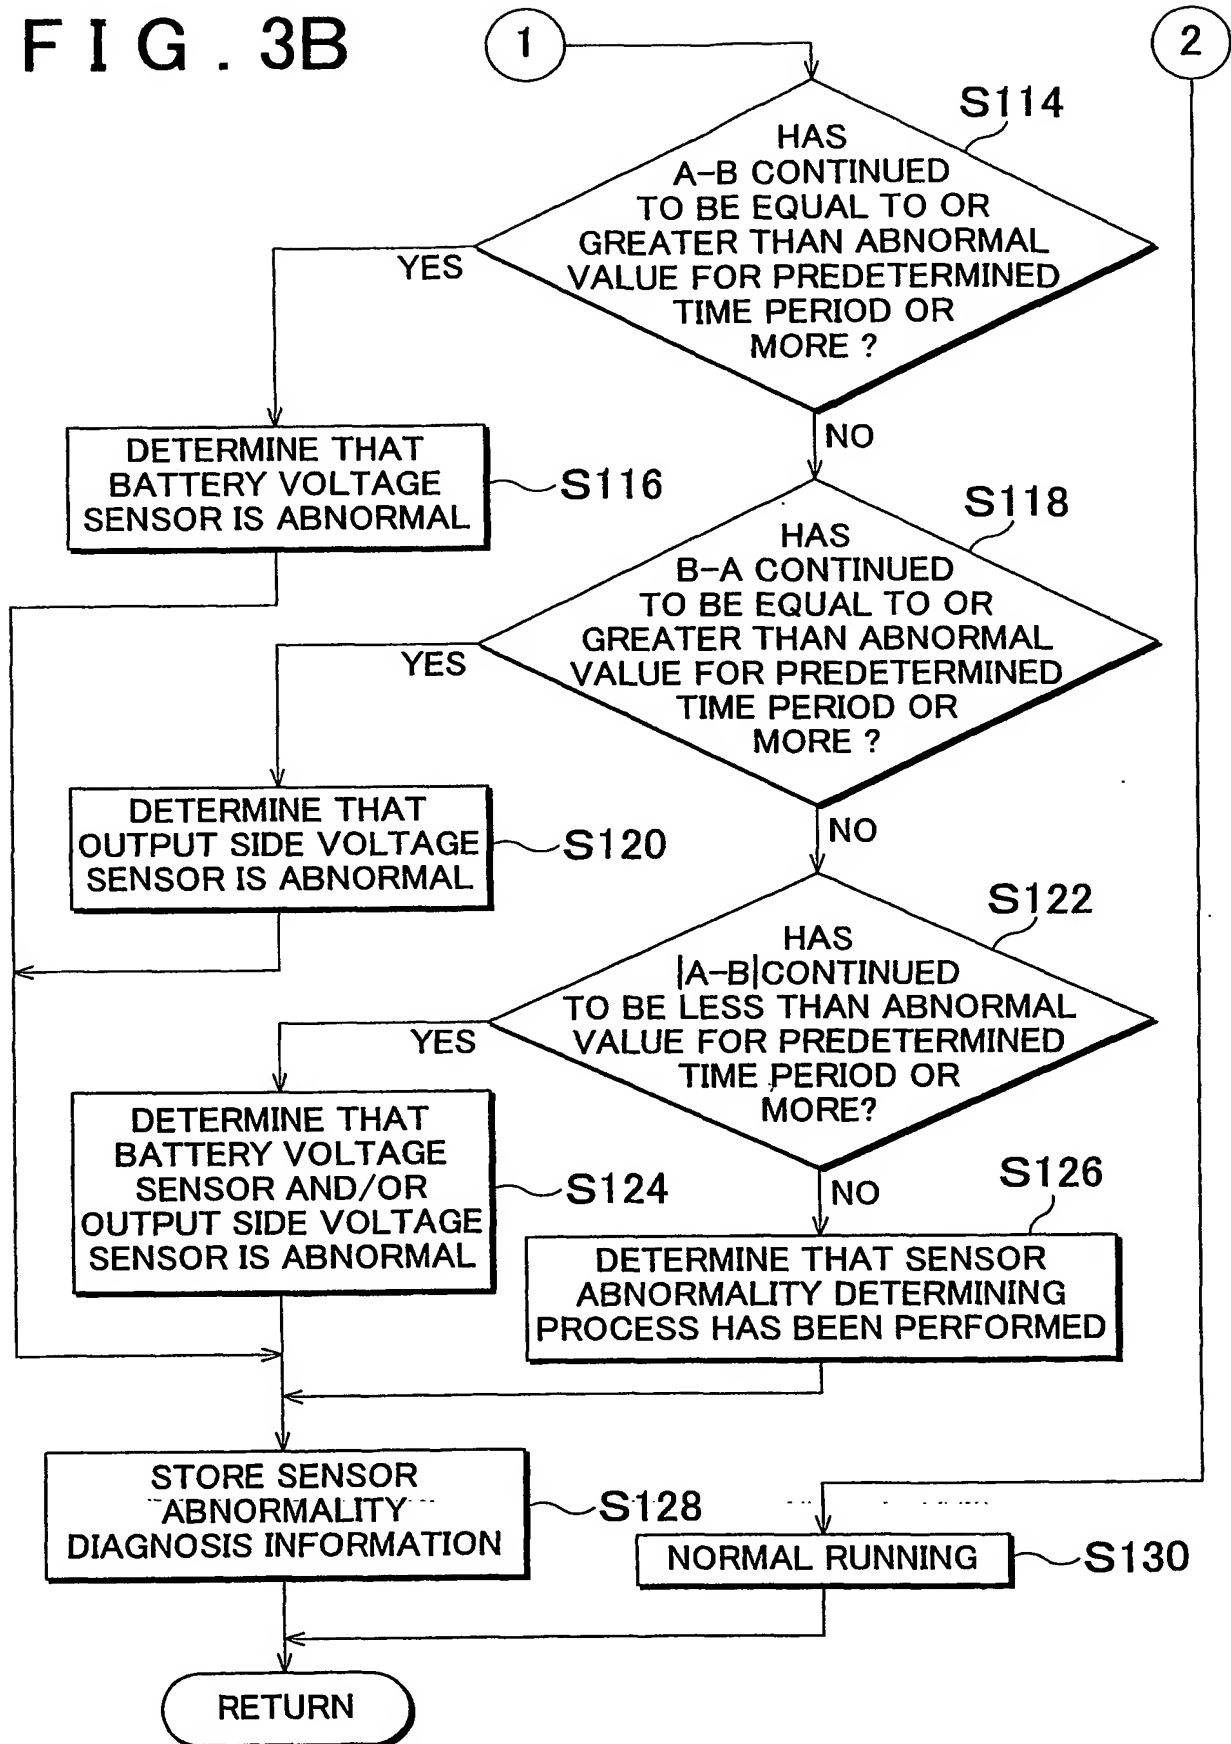 FIG. 3B
1
2
S114
HAS
A-B CONTINUED
TO BE EQUAL TO OR
GREATER THAN ABNORMAL
VALUE FOR PREDETERMINED
TIME PERIOD OR
MORE ?
YES
NO
DETERMINE THAT
BATTERY VOLTAGE
SENSOR IS ABNORMAL
S116
S118
HAS
B-A CONTINUED
TO BE EQUAL TO OR
GREATER THAN ABNORMAL
VALUE FOR PREDETERMINED
TIME PERIOD OR
MORE ?
YES
NO
DETERMINE THAT
OUTPUT SIDE VOLTAGE
SENSOR IS ABNORMAL
S120
S122
HAS
|A-B|CONTINUED
TO BE LESS THAN ABNORMAL
VALUE FOR PREDETERMINED
TIME PERIOD OR
MORE?
YES
NO
DETERMINE THAT
BATTERY VOLTAGE
SENSOR AND/OR
OUTPUT SIDE VOLTAGE
SENSOR IS ABNORMAL
S124
S126
DETERMINE THAT SENSOR
ABNORMALITY DETERMINING
PROCESS HAS BEEN PERFORMED
STORE SENSOR
ABNORMALITY
DIAGNOSIS INFORMATION
S128
NORMAL RUNNING
S130
RETURN